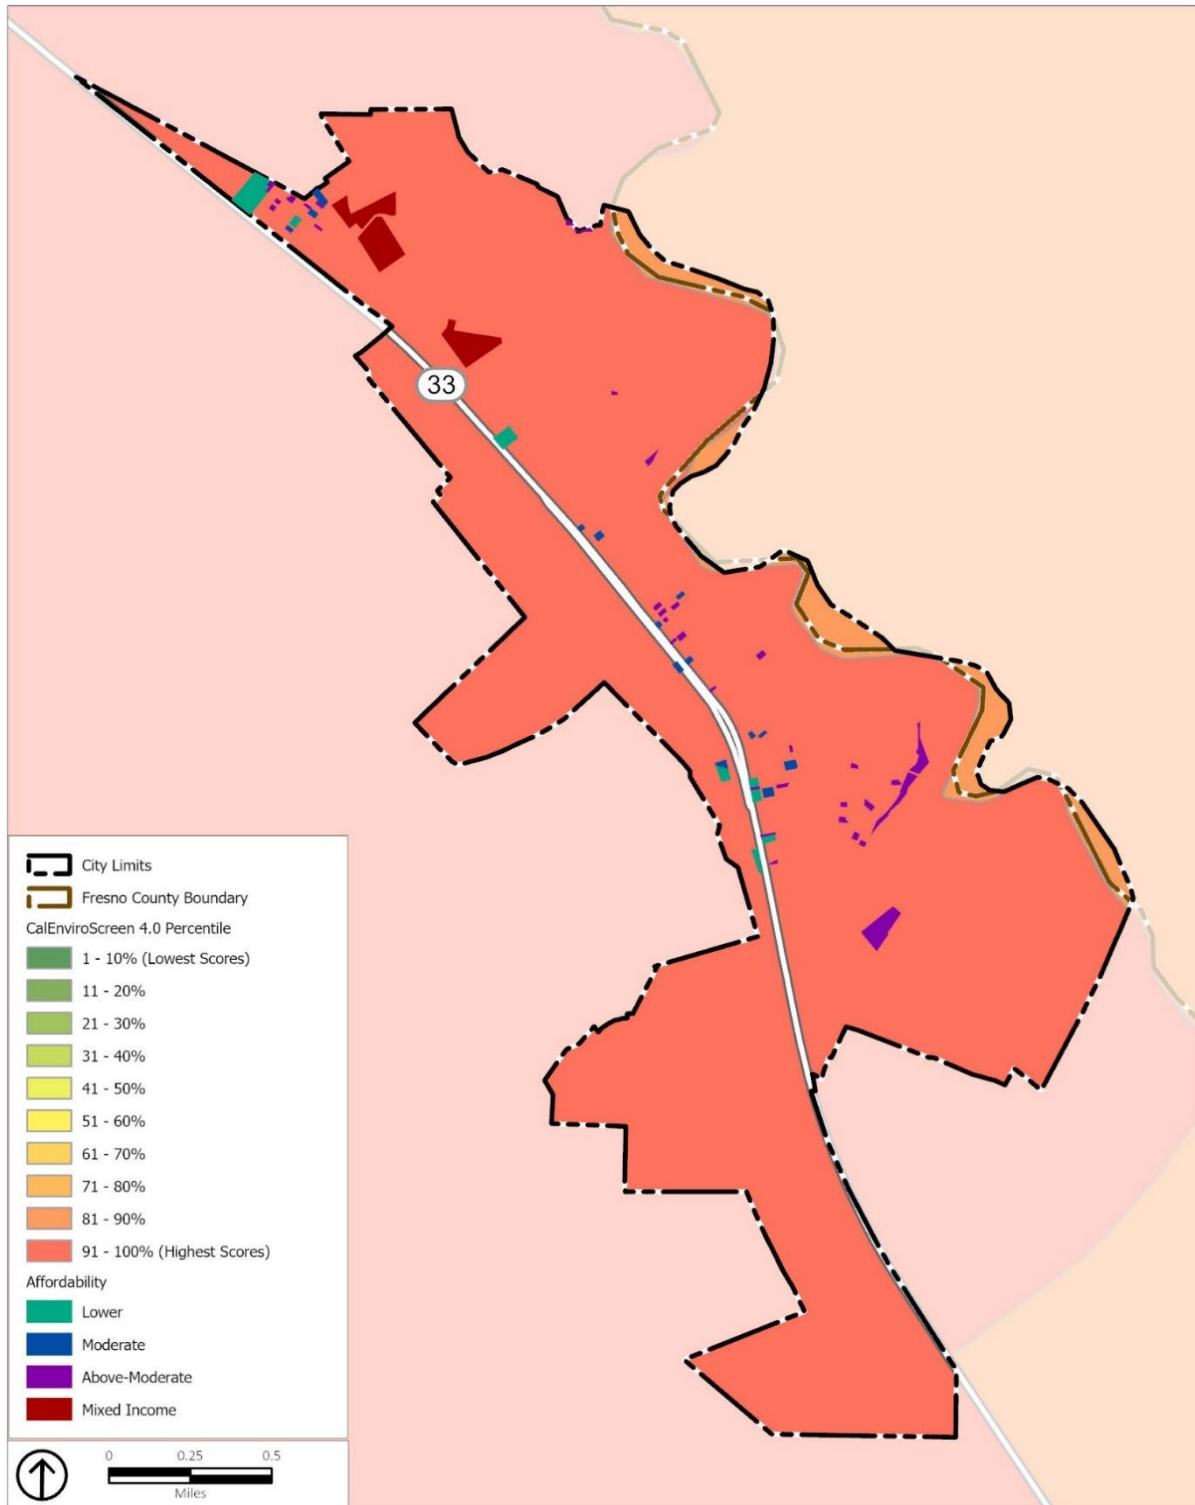 33
City Limits
Fresno County Boundary
CalEnviroScreen 4.0 Percentile
1 - 10% (Lowest Scores)
11 - 20%
21 - 30%
31 - 40%
41 - 50%
51 - 60%
61 - 70%
71 - 80%
81 - 90%
91 - 100% (Highest Scores)
Affordability
Lower
Moderate
Above-Moderate
Mixed Income
0 0.25 0.5
Miles